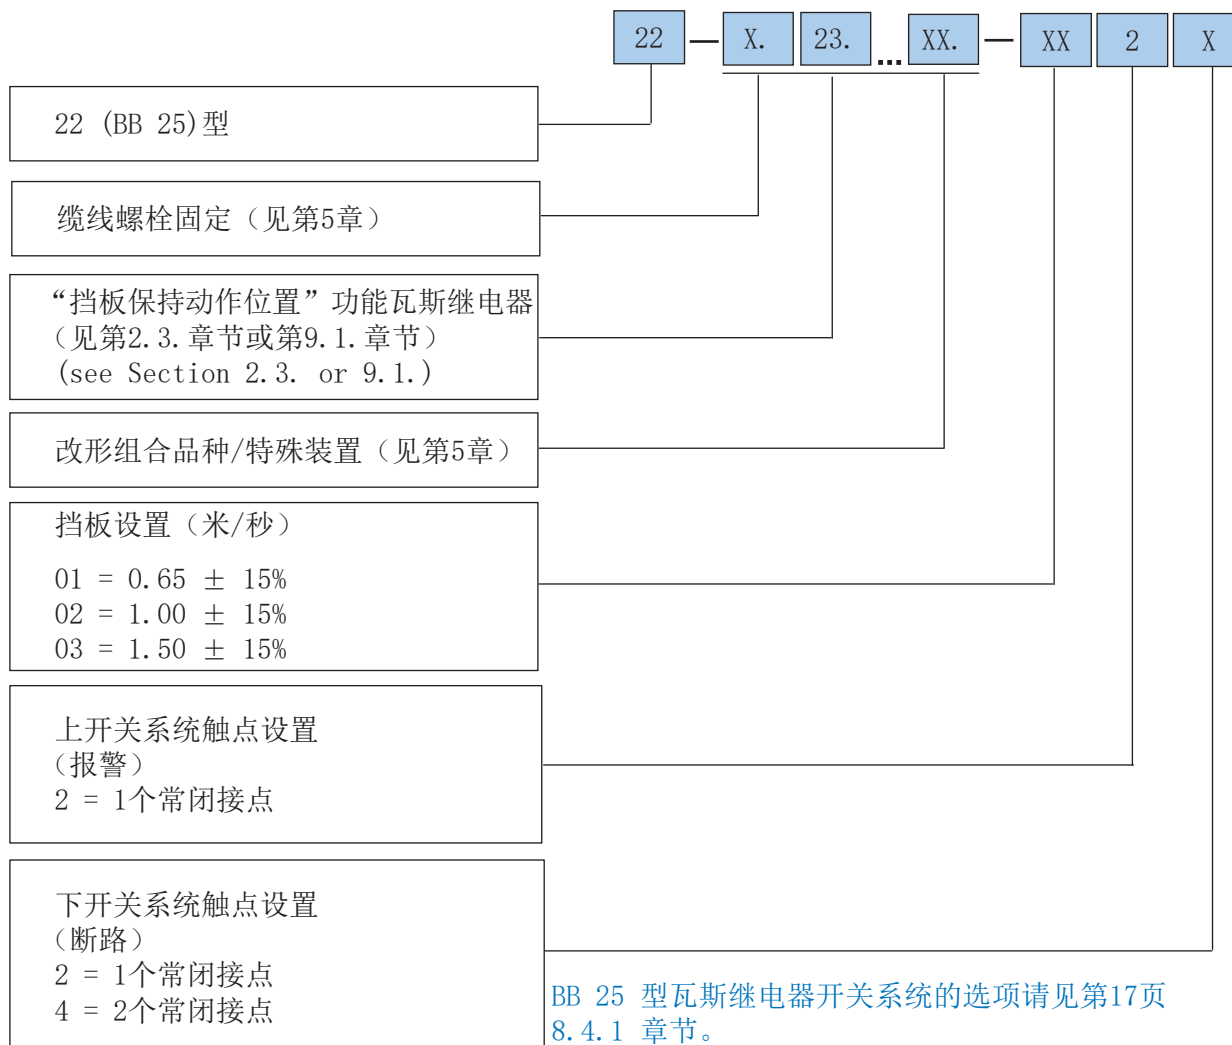 22 — X. 23. ... XX. — XX 2 X
22 (BB 25)型
缆线螺栓固定（见第5章）
“挡板保持动作位置”功能瓦斯继电器
（见第2.3.章节或第9.1.章节）
(see Section 2.3. or 9.1.)
改形组合品种/特殊装置（见第5章）
挡板设置（米/秒）
01 = 0.65 ± 15%
02 = 1.00 ± 15%
03 = 1.50 ± 15%
上开关系统触点设置
（报警）
2 = 1个常闭接点
下开关系统触点设置
（断路）
2 = 1个常闭接点
4 = 2个常闭接点
BB 25 型瓦斯继电器开关系统的选项请见第17页
8.4.1 章节。